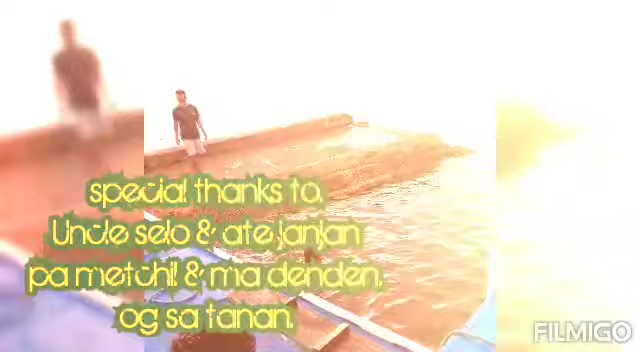 special thanks to.
Uncle selo & ate janjan
pa metchil & ma denden.
og sa tanan.
FILMIGO